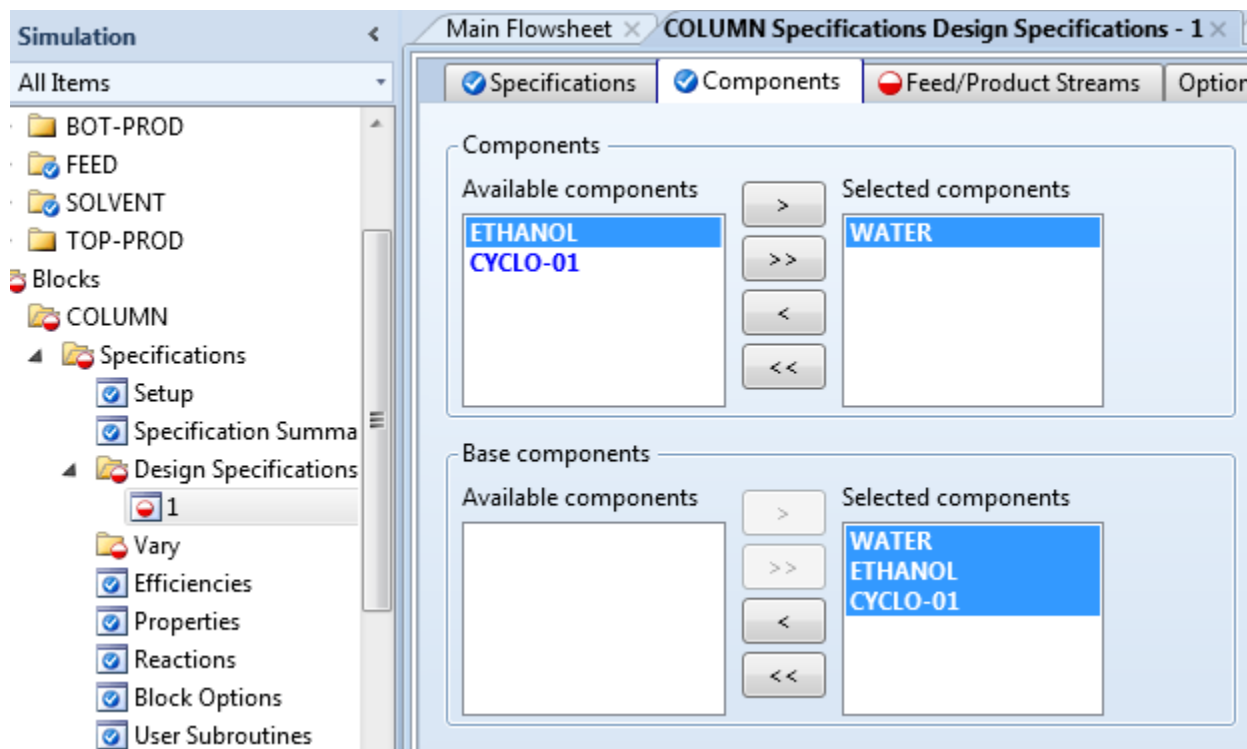 Simulation <
All Items
BOT-PROD
FEED
SOLVENT
TOP-PROD
Blocks
COLUMN
Specifications
Setup
Specification Summa
Design Specifications
1
Vary
Efficiencies
Properties
Reactions
Block Options
User Subroutines
Main Flowsheet × COLUMN Specifications Design Specifications - 1 ×
Specifications Components Feed/Product Streams Option
Components
Available components
ETHANOL
CYCLO-01
>
>>
<
<<
Selected components
WATER
Base components
Available components
>
>>
<
<<
Selected components
WATER
ETHANOL
CYCLO-01